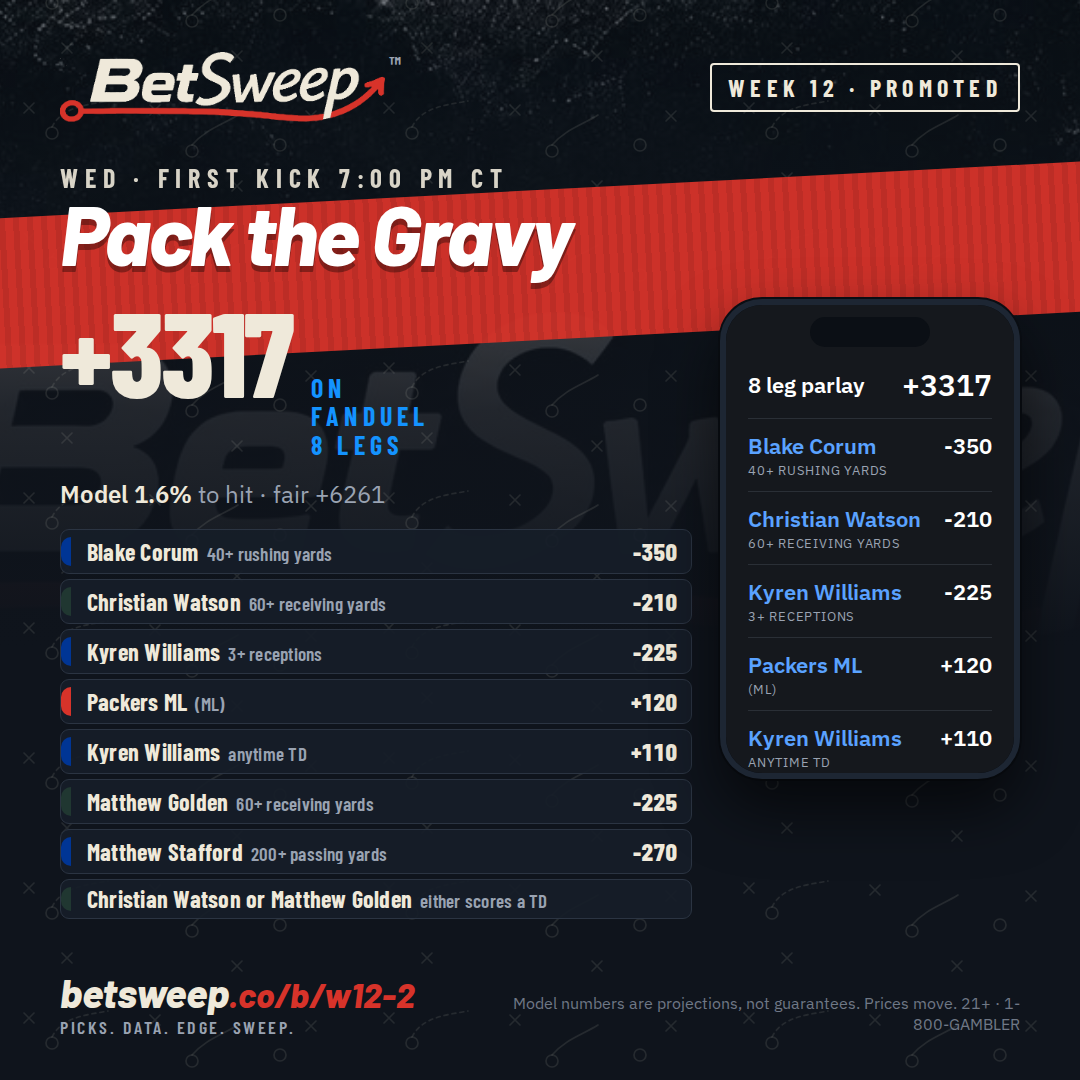 BetSweep™
WEEK 12 · PROMOTED
WED · FIRST KICK 7:00 PM CT
Pack the Gravy
+3317
ON
FANDUEL
8 LEGS
Model 1.6% to hit · fair +6261
Blake Corum 40+ rushing yards -350
Christian Watson 60+ receiving yards -210
Kyren Williams 3+ receptions -225
Packers ML (ML) +120
Kyren Williams anytime TD +110
Matthew Golden 60+ receiving yards -225
Matthew Stafford 200+ passing yards -270
Christian Watson or Matthew Golden either scores a TD
8 leg parlay +3317
Blake Corum -350
40+ RUSHING YARDS
Christian Watson -210
60+ RECEIVING YARDS
Kyren Williams -225
3+ RECEPTIONS
Packers ML +120
(ML)
Kyren Williams +110
ANYTIME TD
betsweep.co/b/w12-2
PICKS. DATA. EDGE. SWEEP.
Model numbers are projections, not guarantees. Prices move. 21+ · 1-
800-GAMBLER